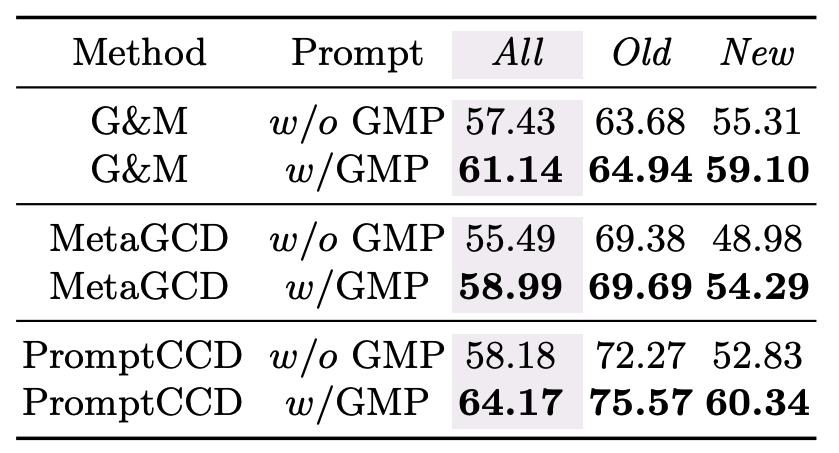 Method Prompt All Old New
G&M w/o GMP 57.43 63.68 55.31
G&M w/GMP 61.14 64.94 59.10
MetaGCD w/o GMP 55.49 69.38 48.98
MetaGCD w/GMP 58.99 69.69 54.29
PromptCCD w/o GMP 58.18 72.27 52.83
PromptCCD w/GMP 64.17 75.57 60.34